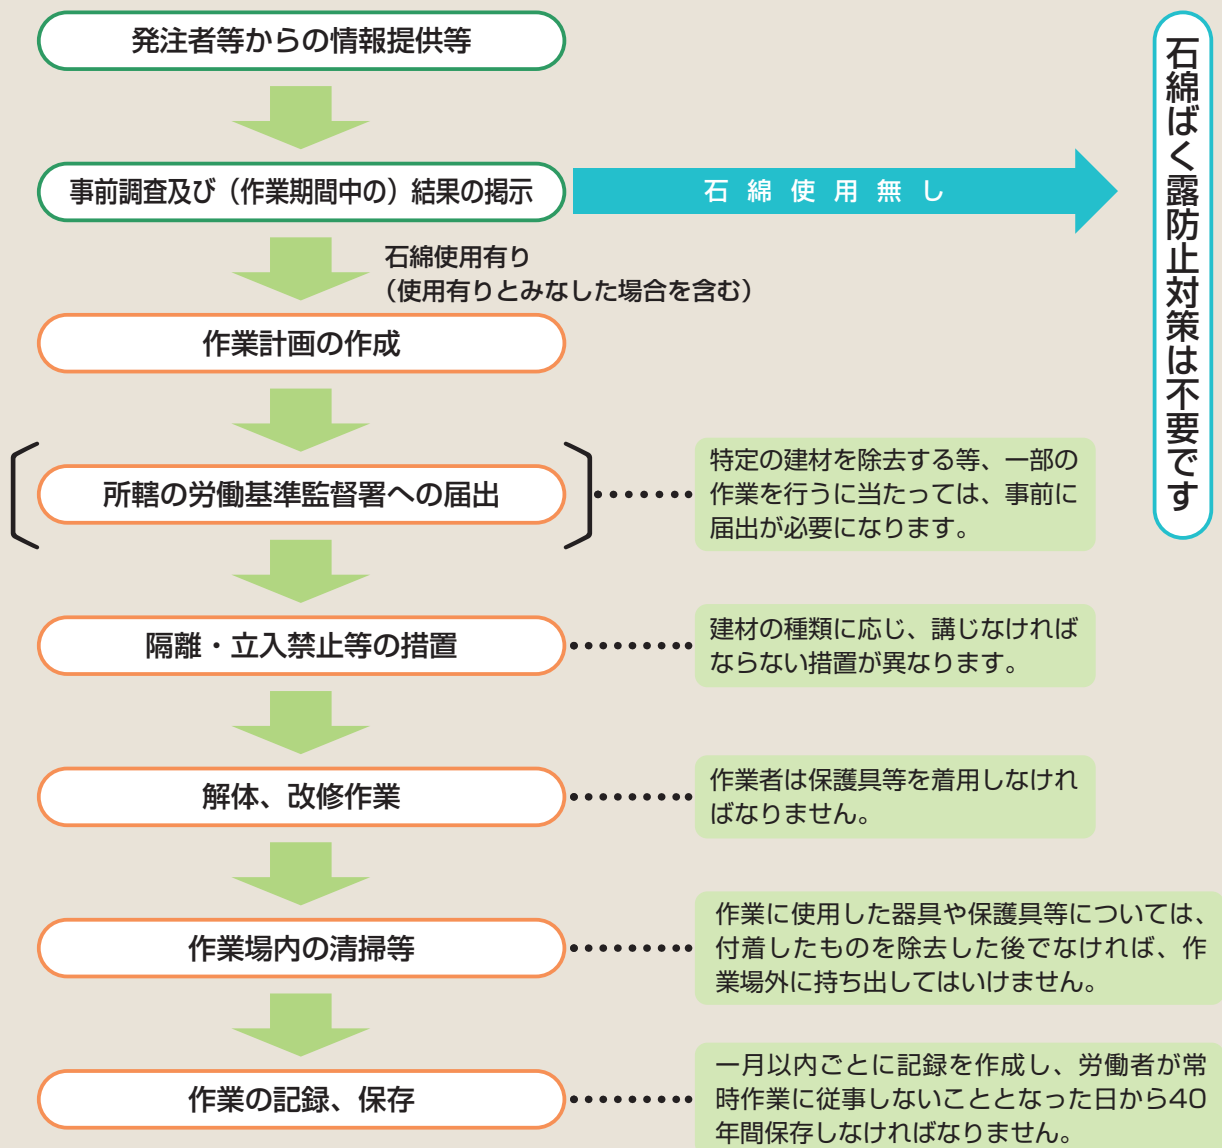 発注者等からの情報提供等
事前調査及び（作業期間中の）結果の掲示
石綿使用無し
石綿ばく露防止対策は不要です
石綿使用有り
（使用有りとみなした場合を含む）
作業計画の作成
所轄の労働基準監督署への届出
特定の建材を除去する等、一部の
作業を行うに当たっては、事前に
届出が必要になります。
隔離・立入禁止等の措置
建材の種類に応じ、講じなければ
ならない措置が異なります。
解体、改修作業
作業者は保護具等を着用しなけれ
ばなりません。
作業場内の清掃等
作業に使用した器具や保護具等については、
付着したものを除去した後でなければ、作
業場外に持ち出してはいけません。
作業の記録、保存
一月以内ごとに記録を作成し、労働者が常
時作業に従事しないこととなった日から40
年間保存しなければなりません。